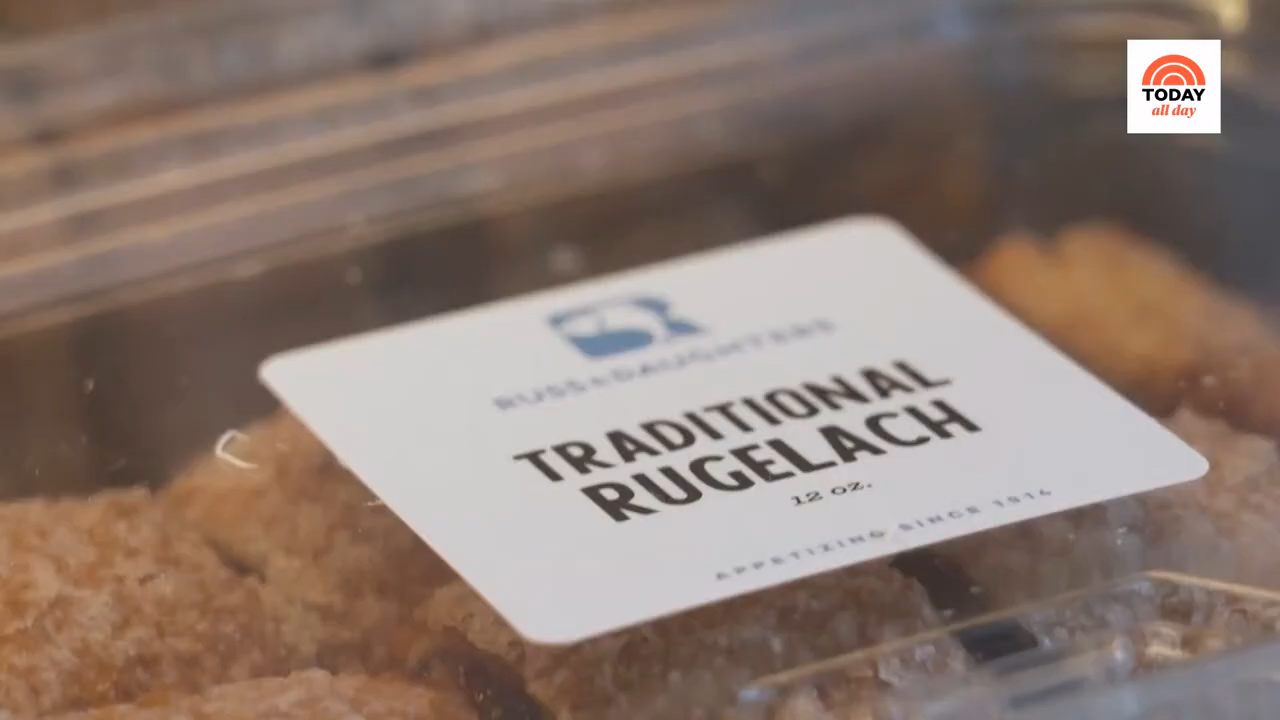 TODAY
all day
RUSS & DAUGHTERS
TRADITIONAL
RUGELACH
12 OZ.
APPETIZING SINCE 1914